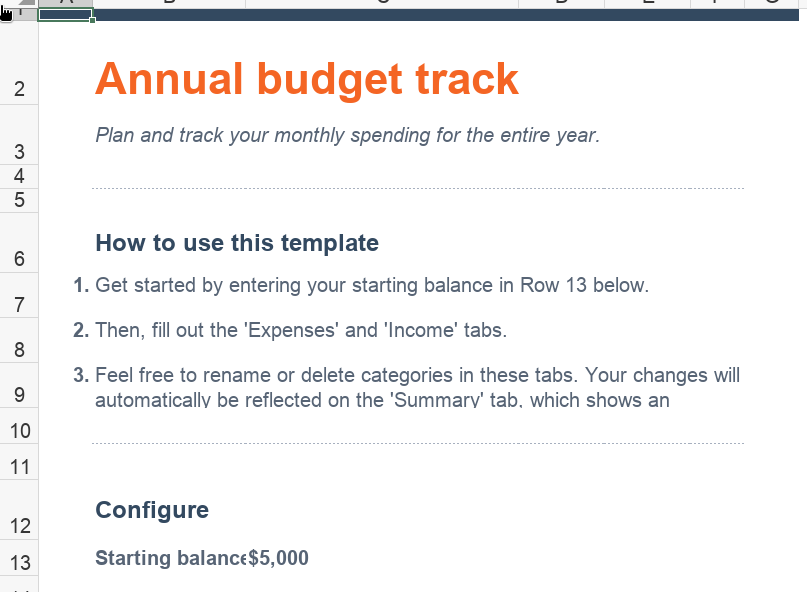 2
Annual budget track
3
Plan and track your monthly spending for the entire year.
4
5
6
How to use this template
7
1. Get started by entering your starting balance in Row 13 below.
8
2. Then, fill out the 'Expenses' and 'Income' tabs.
9
3. Feel free to rename or delete categories in these tabs. Your changes will
automatically be reflected on the 'Summary' tab, which shows an
10
11
12
Configure
13
Starting balance $5,000